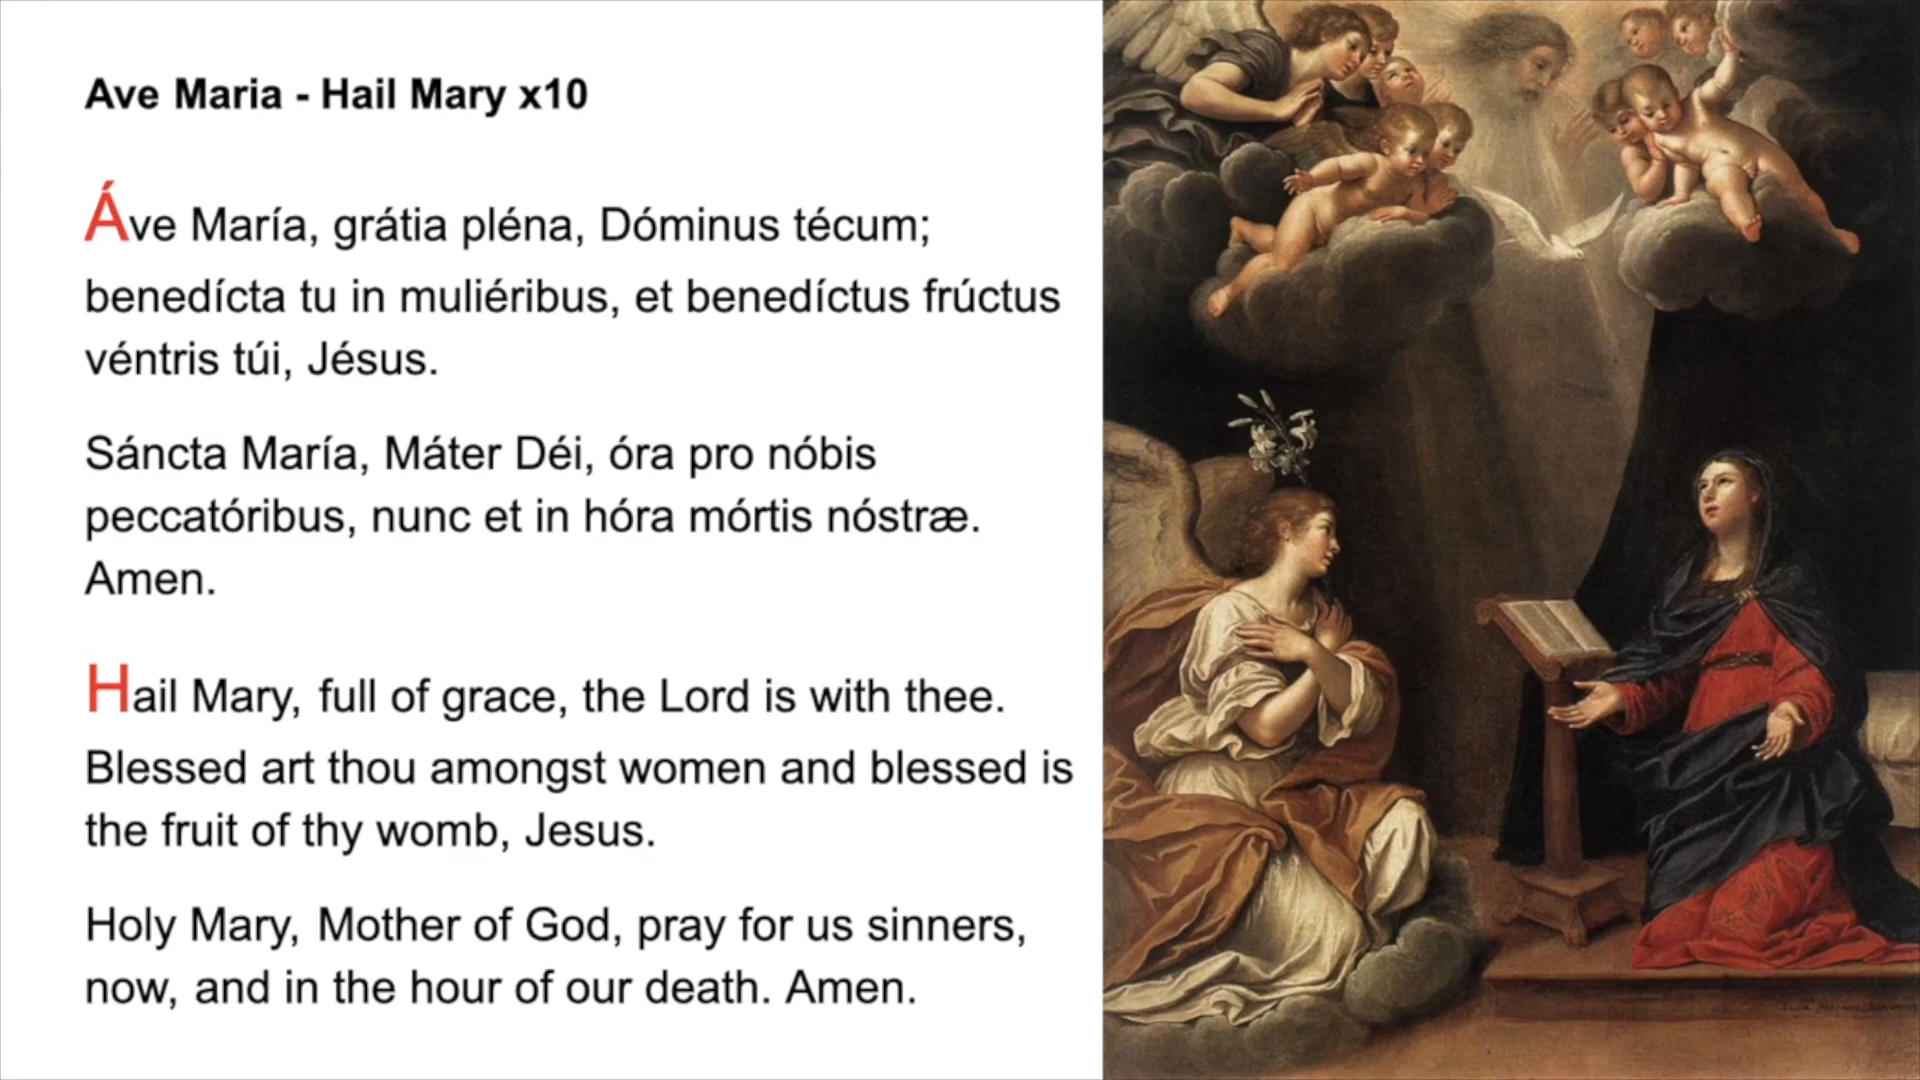 Ave Maria - Hail Mary x10
Áve María, grátia pléna, Dóminus técum;
benedícta tu in muliéribus, et benedíctus frúctus
véntris túi, Jésus.
Sáncta María, Máter Déi, óra pro nóbis
peccatóribus, nunc et in hóra mórtis nóstræ.
Amen.
Hail Mary, full of grace, the Lord is with thee.
Blessed art thou amongst women and blessed is
the fruit of thy womb, Jesus.
Holy Mary, Mother of God, pray for us sinners,
now, and in the hour of our death. Amen.